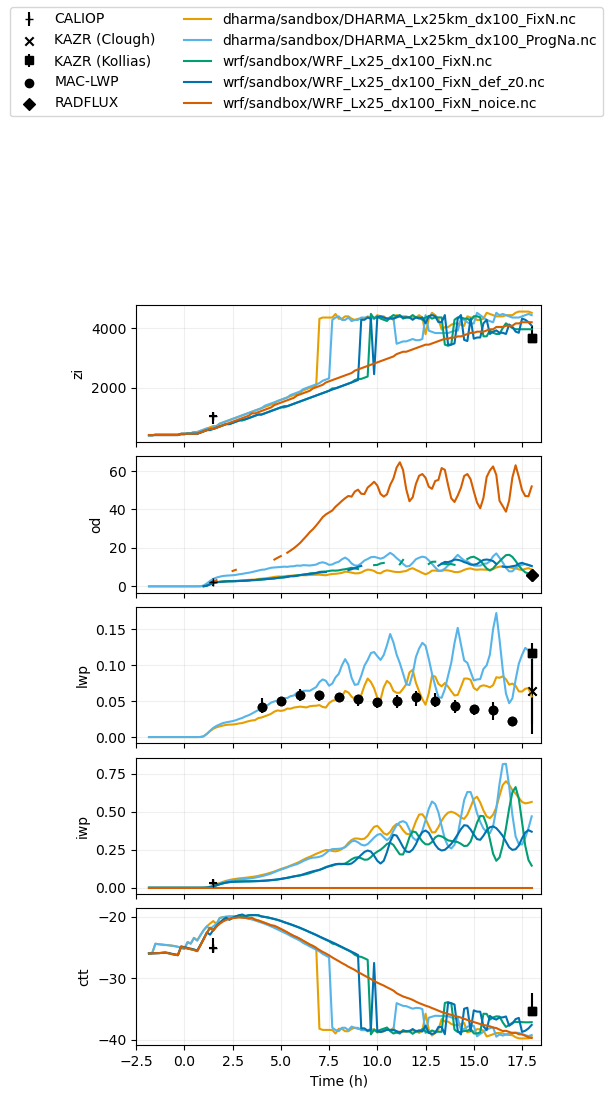 CALIOP
KAZR (Clough)
KAZR (Kollias)
MAC-LWP
RADFLUX
dharma/sandbox/DHARMA_Lx25km_dx100_FixN.nc
dharma/sandbox/DHARMA_Lx25km_dx100_ProgNa.nc
wrf/sandbox/WRF_Lx25_dx100_FixN.nc
wrf/sandbox/WRF_Lx25_dx100_FixN_def_z0.nc
wrf/sandbox/WRF_Lx25_dx100_FixN_noice.nc
4000
2000
zi
60
40
20
0
od
0.15
0.10
0.05
0.00
lwp
0.75
0.50
0.25
0.00
iwp
−20
−30
−40
ctt
−2.5 0.0 2.5 5.0 7.5 10.0 12.5 15.0 17.5
Time (h)